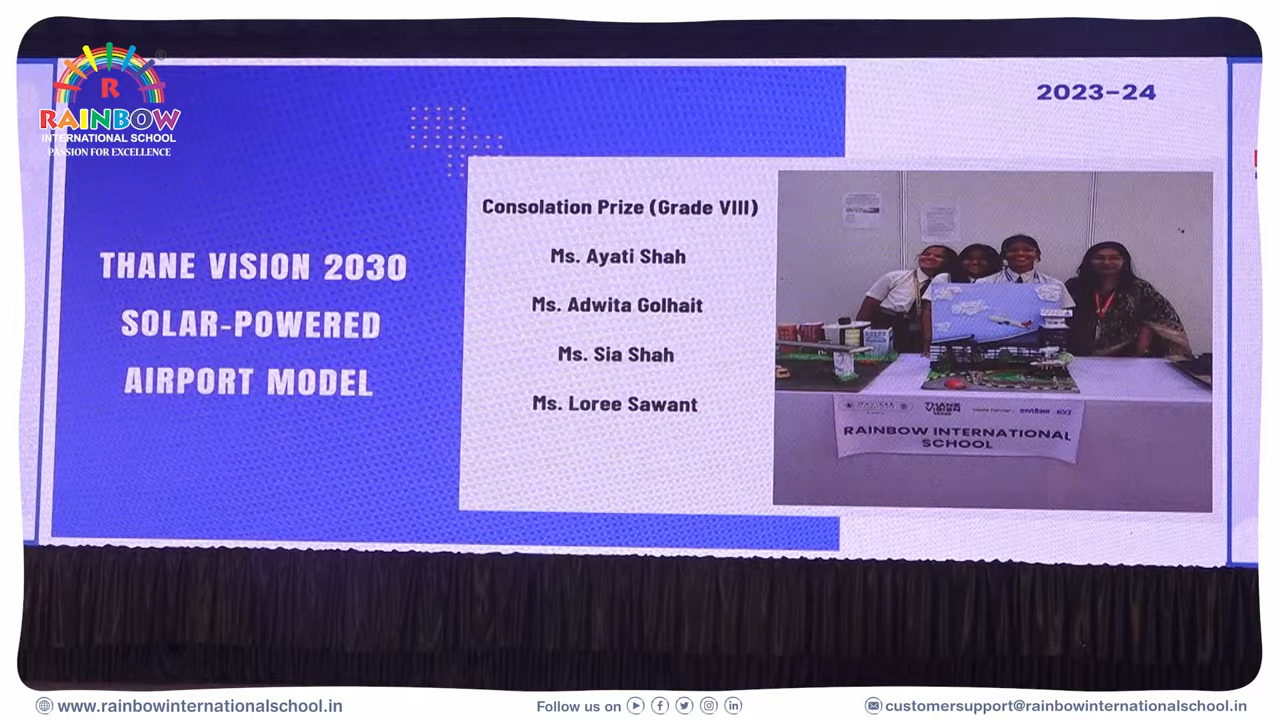 R
RAINBOW
INTERNATIONAL SCHOOL
PASSION FOR EXCELLENCE
2023-24
THANE VISION 2030
SOLAR-POWERED
AIRPORT MODEL
Consolation Prize (Grade VIII)
Ms. Ayati Shah
Ms. Adwita Golhait
Ms. Sia Shah
Ms. Loree Sawant
THANE
VISION
RAINBOW INTERNATIONAL
SCHOOL
www.rainbowinternationalschool.in
Follow us on
customersupport@rainbowinternationalschool.in